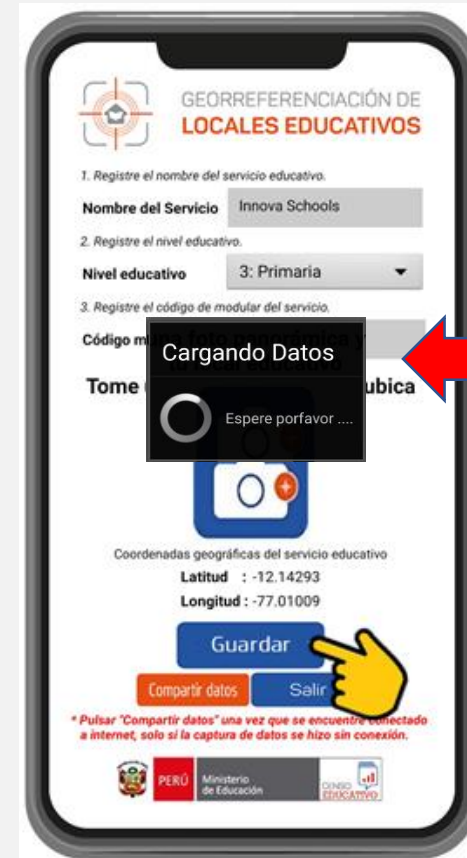 GEORREFERENCIACIÓN DE
LOCALES EDUCATIVOS
1. Registre el nombre del servicio educativo.
Nombre del Servicio Innova Schools
2. Registre el nivel educativo.
Nivel educativo 3: Primaria
3. Registre el código de modular del servicio.
Código m
Cargando Datos
Tome ubica
Espere porfavor ....
Coordenadas geográficas del servicio educativo
Latitud : -12.14293
Longitud : -77.01009
Guardar
Compartir datos Salir
* Pulsar "Compartir datos" una vez que se encuentre conectado
a internet, solo si la captura de datos se hizo sin conexión.
PERÚ Ministerio
de Educación
CENSO
EDUCATIVO